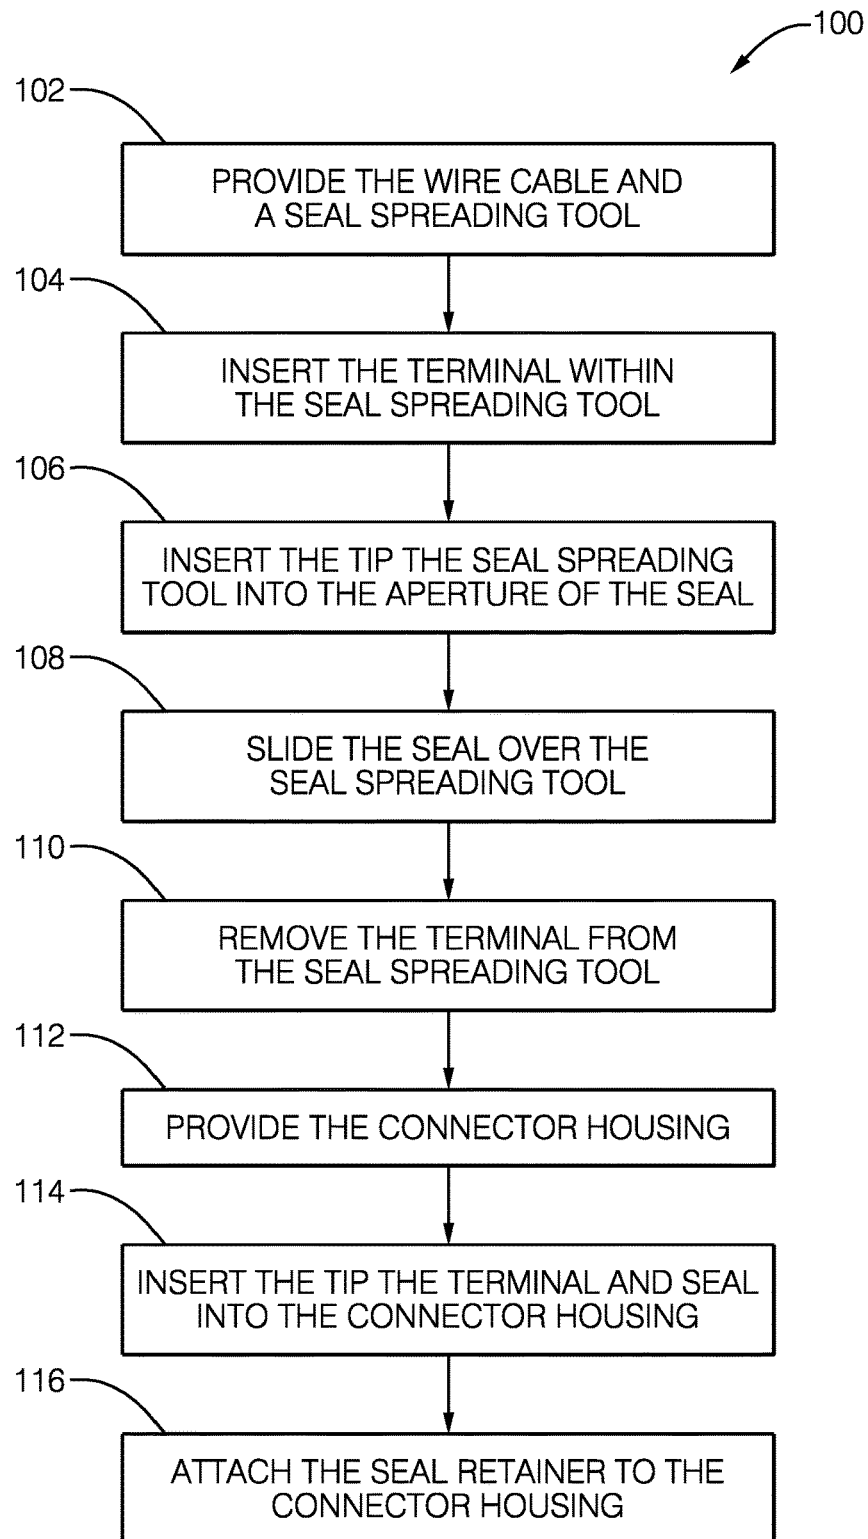 100
102
PROVIDE THE WIRE CABLE AND
A SEAL SPREADING TOOL
104
INSERT THE TERMINAL WITHIN
THE SEAL SPREADING TOOL
106
INSERT THE TIP THE SEAL SPREADING
TOOL INTO THE APERTURE OF THE SEAL
108
SLIDE THE SEAL OVER THE
SEAL SPREADING TOOL
110
REMOVE THE TERMINAL FROM
THE SEAL SPREADING TOOL
112
PROVIDE THE CONNECTOR HOUSING
114
INSERT THE TIP THE TERMINAL AND SEAL
INTO THE CONNECTOR HOUSING
116
ATTACH THE SEAL RETAINER TO THE
CONNECTOR HOUSING